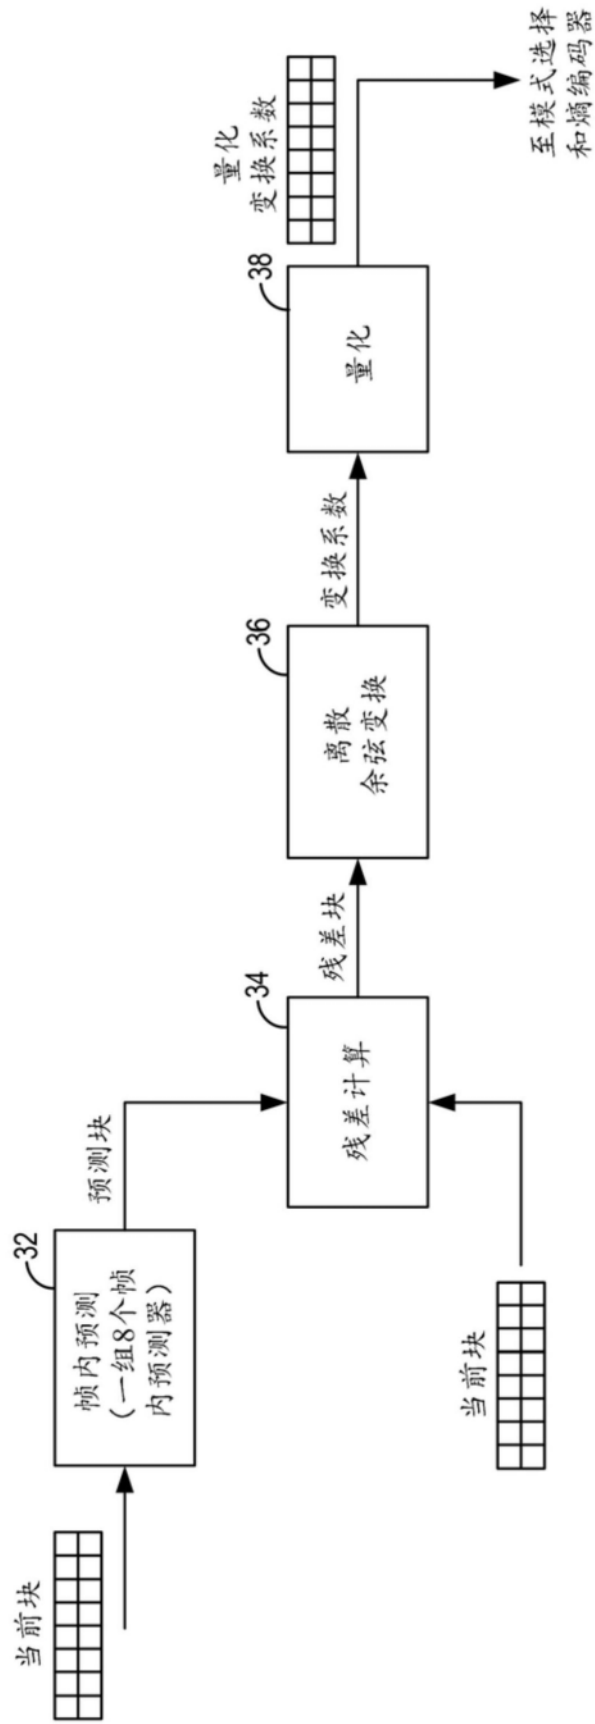 当前块
32
帧内预测
(一组8个帧
内预测器)
预测块
当前块
34
残差计算
残差块
36
离散
余弦变换
变换系数
38
量化
量化
变换系数
至模式选择
和熵编码器